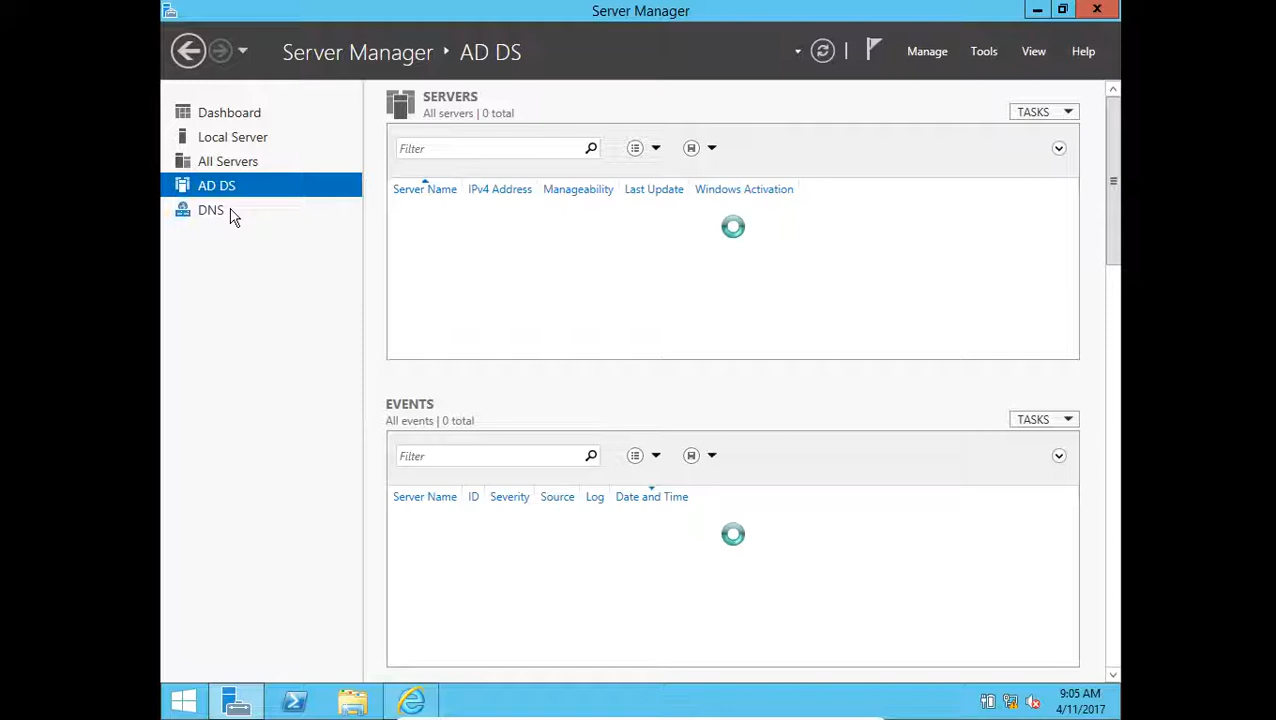 Server Manager
Server Manager ‣ AD DS
Manage Tools View Help
Dashboard
Local Server
All Servers
AD DS
DNS
SERVERS
All servers | 0 total
TASKS
Filter
Server Name IPv4 Address Manageability Last Update Windows Activation
EVENTS
All events | 0 total
TASKS
Filter
Server Name ID Severity Source Log Date and Time
9:05 AM
4/11/2017